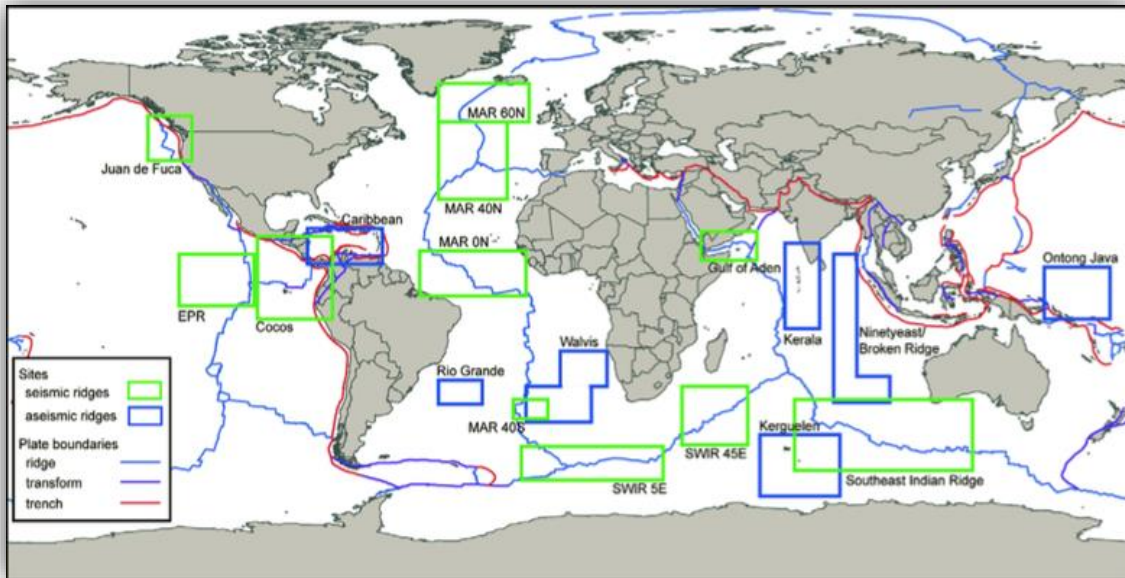 MAR 60N
Juan de Fuca
MAR 40N
Caribbean
MAR 0N
Gulf of Aden
Ontong Java
EPR
Cocos
Kerala
Ninetyeast/
Broken Ridge
Walvis
Rio Grande
MAR 40S
SWIR 45E
Kerguelen
Southeast Indian Ridge
SWIR 5E
Sites
seismic ridges
aseismic ridges
Plate boundaries
ridge
transform
trench